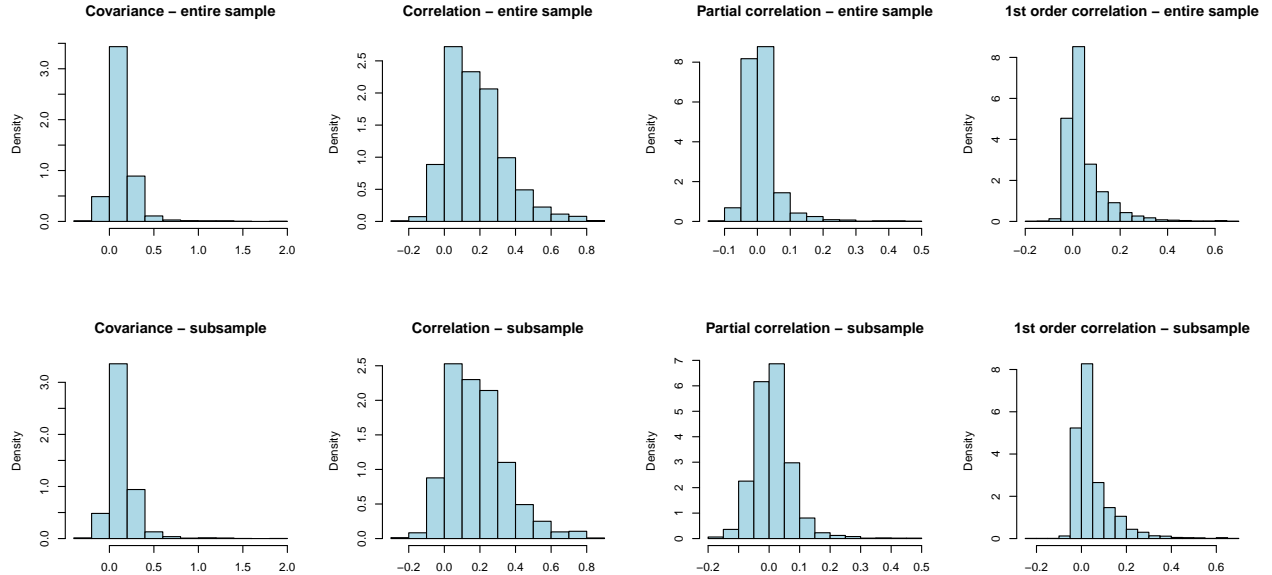 Covariance – entire sample
Density
0.0 1.0 2.0 3.0
0.0 0.5 1.0 1.5 2.0
Correlation – entire sample
Density
0.0 0.5 1.0 1.5 2.0 2.5
−0.2 0.0 0.2 0.4 0.6 0.8
Partial correlation – entire sample
Density
0 2 4 6 8
−0.1 0.0 0.1 0.2 0.3 0.4 0.5
1st order correlation – entire sample
Density
0 2 4 6 8
−0.2 0.0 0.2 0.4 0.6
Covariance – subsample
Density
0.0 1.0 2.0 3.0
0.0 0.5 1.0 1.5 2.0
Correlation – subsample
Density
0.0 0.5 1.0 1.5 2.0 2.5
−0.2 0.0 0.2 0.4 0.6 0.8
Partial correlation – subsample
Density
0 1 2 3 4 5 6 7
−0.2 0.0 0.1 0.2 0.3 0.4 0.5
1st order correlation – subsample
Density
0 2 4 6 8
−0.2 0.0 0.2 0.4 0.6